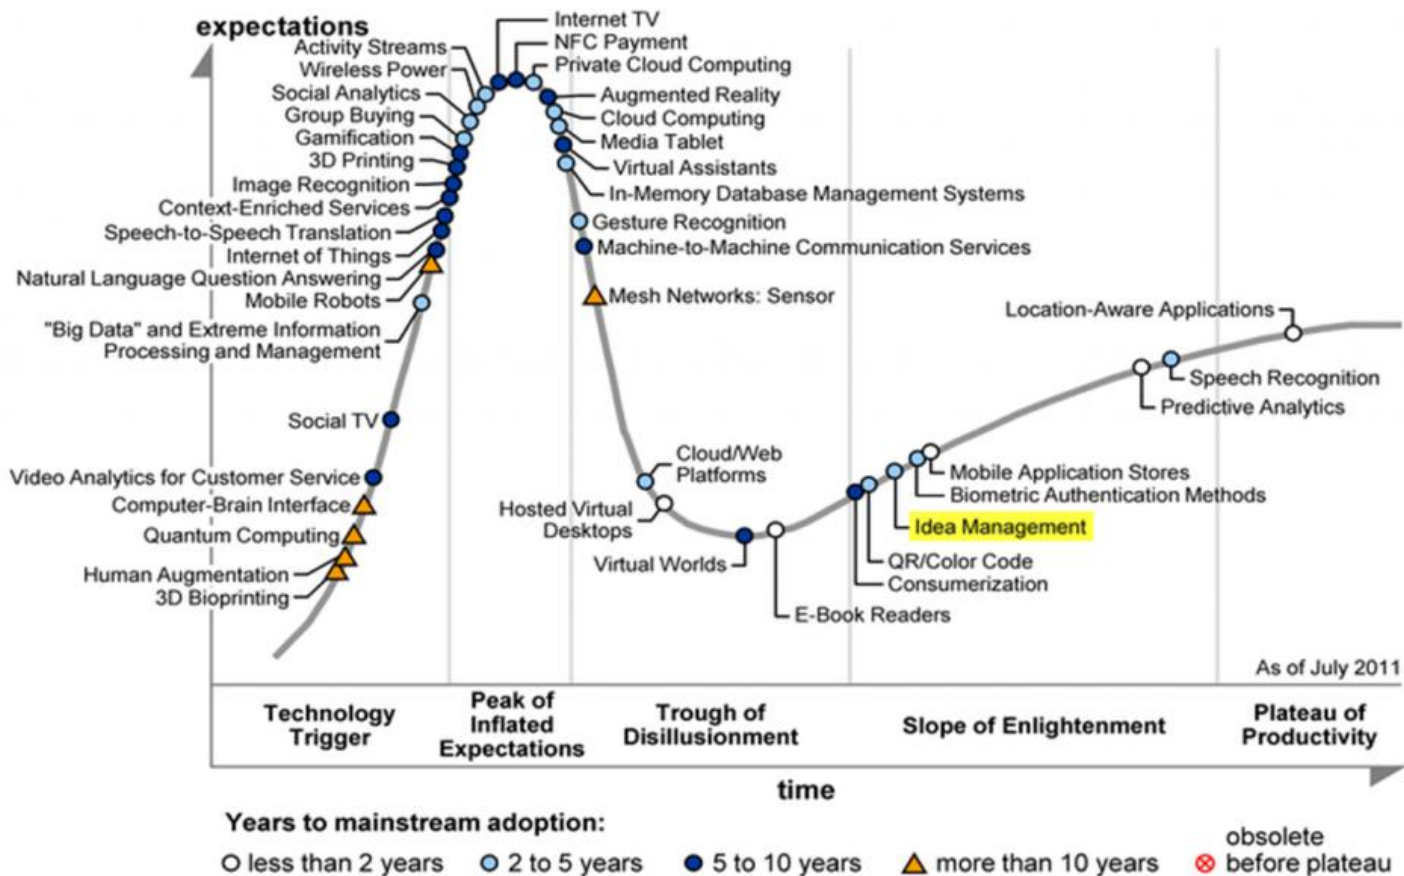 expectations
Activity Streams
Wireless Power
Social Analytics
Group Buying
Gamification
3D Printing
Image Recognition
Context-Enriched Services
Speech-to-Speech Translation
Internet of Things
Natural Language Question Answering
Mobile Robots
"Big Data" and Extreme Information
Processing and Management
Social TV
Video Analytics for Customer Service
Computer-Brain Interface
Quantum Computing
Human Augmentation
3D Bioprinting
Internet TV
NFC Payment
Private Cloud Computing
Augmented Reality
Cloud Computing
Media Tablet
Virtual Assistants
In-Memory Database Management Systems
Gesture Recognition
Machine-to-Machine Communication Services
Mesh Networks: Sensor
Cloud/Web
Platforms
Hosted Virtual
Desktops
Virtual Worlds
E-Book Readers
Location-Aware Applications
Speech Recognition
Predictive Analytics
Mobile Application Stores
Biometric Authentication Methods
Idea Management
QR/Color Code
Consumerization
As of July 2011
Technology
Trigger
Peak of
Inflated
Expectations
Trough of
Disillusionment
Slope of Enlightenment
Plateau of
Productivity
time
Years to mainstream adoption:
less than 2 years
2 to 5 years
5 to 10 years
more than 10 years
obsolete
before plateau